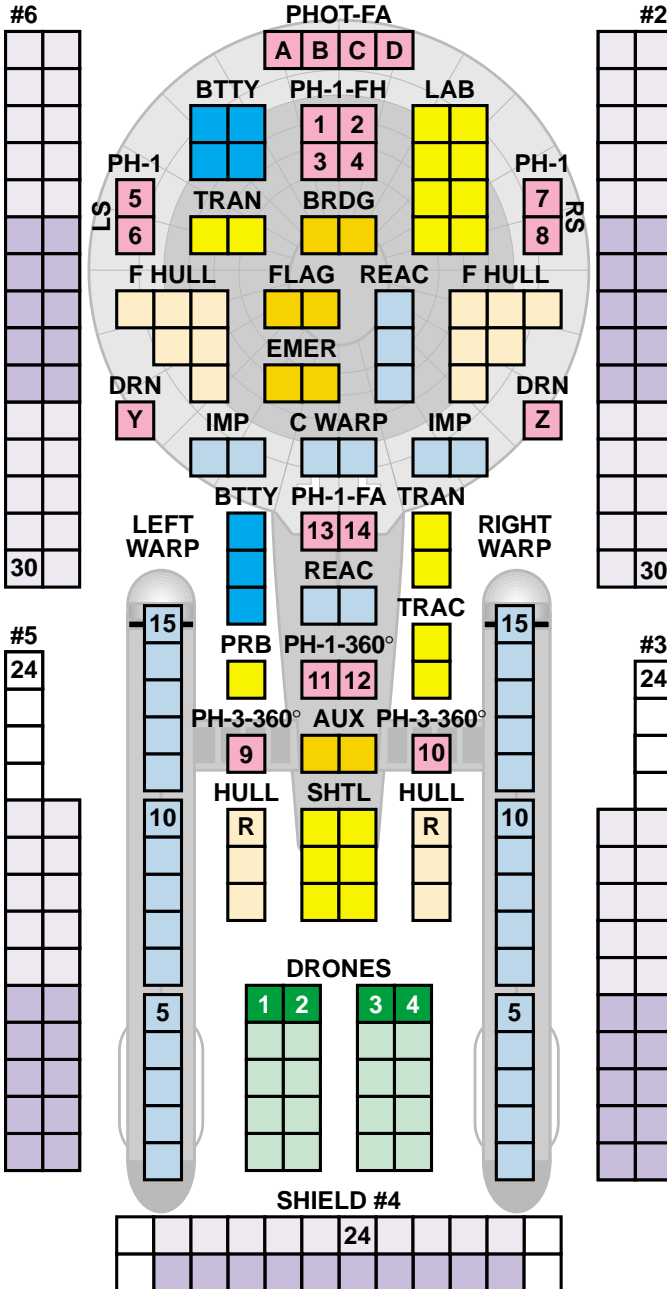 #6 PHOT-FA #2
A B C D
BTTY PH-1-FH LAB
1 2
3 4
PH-1 PH-1
LS 5 7 RS
6 8
TRAN BRDG
F HULL FLAG REAC F HULL
EMER
DRN DRN
Y Z
IMP C WARP IMP
BTTY PH-1-FA TRAN
LEFT 13 14 RIGHT
WARP WARP
30 REAC 30
TRAC
15 15
#5 PRB PH-1-360° #3
24 11 12 24
PH-3-360° AUX PH-3-360°
9 10
HULL SHTL HULL
10 R R 10
DRONES
5 1 2 3 4 5
SHIELD #4
24